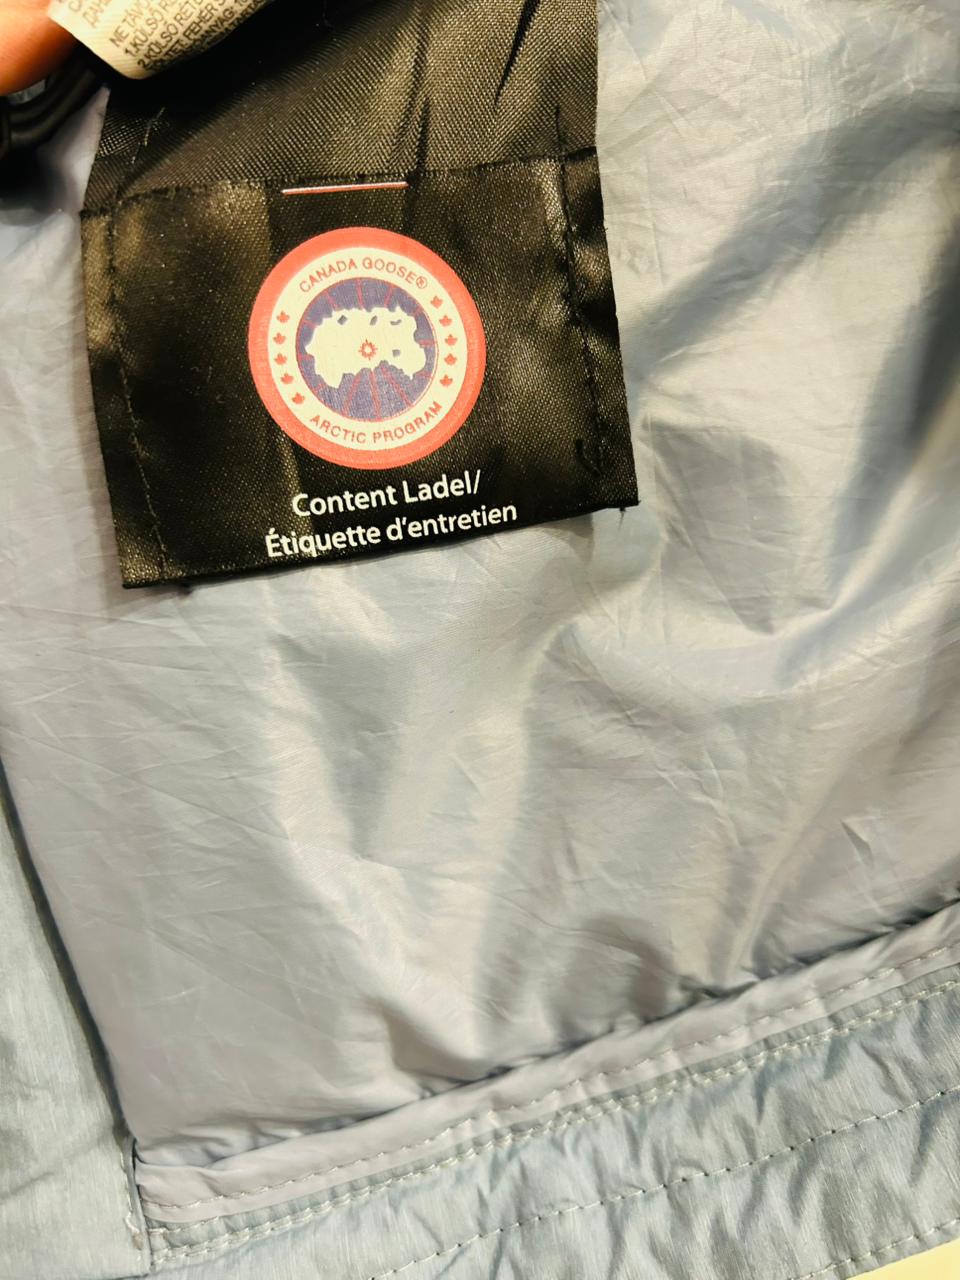 CANADA GOOSE®
ARCTIC PROGRAM
Content Ladel/
Étiquette d'entretien